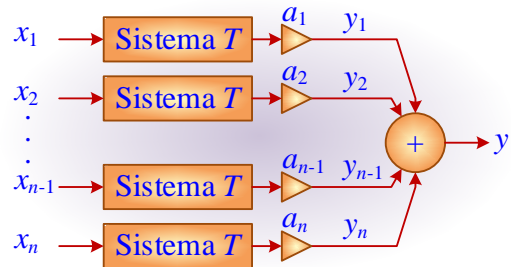 x₁ Sistema T a₁ y₁
x₂ Sistema T a₂ y₂
. . .
+ y
xₙ₋₁ Sistema T aₙ₋₁ yₙ₋₁
xₙ Sistema T aₙ yₙ